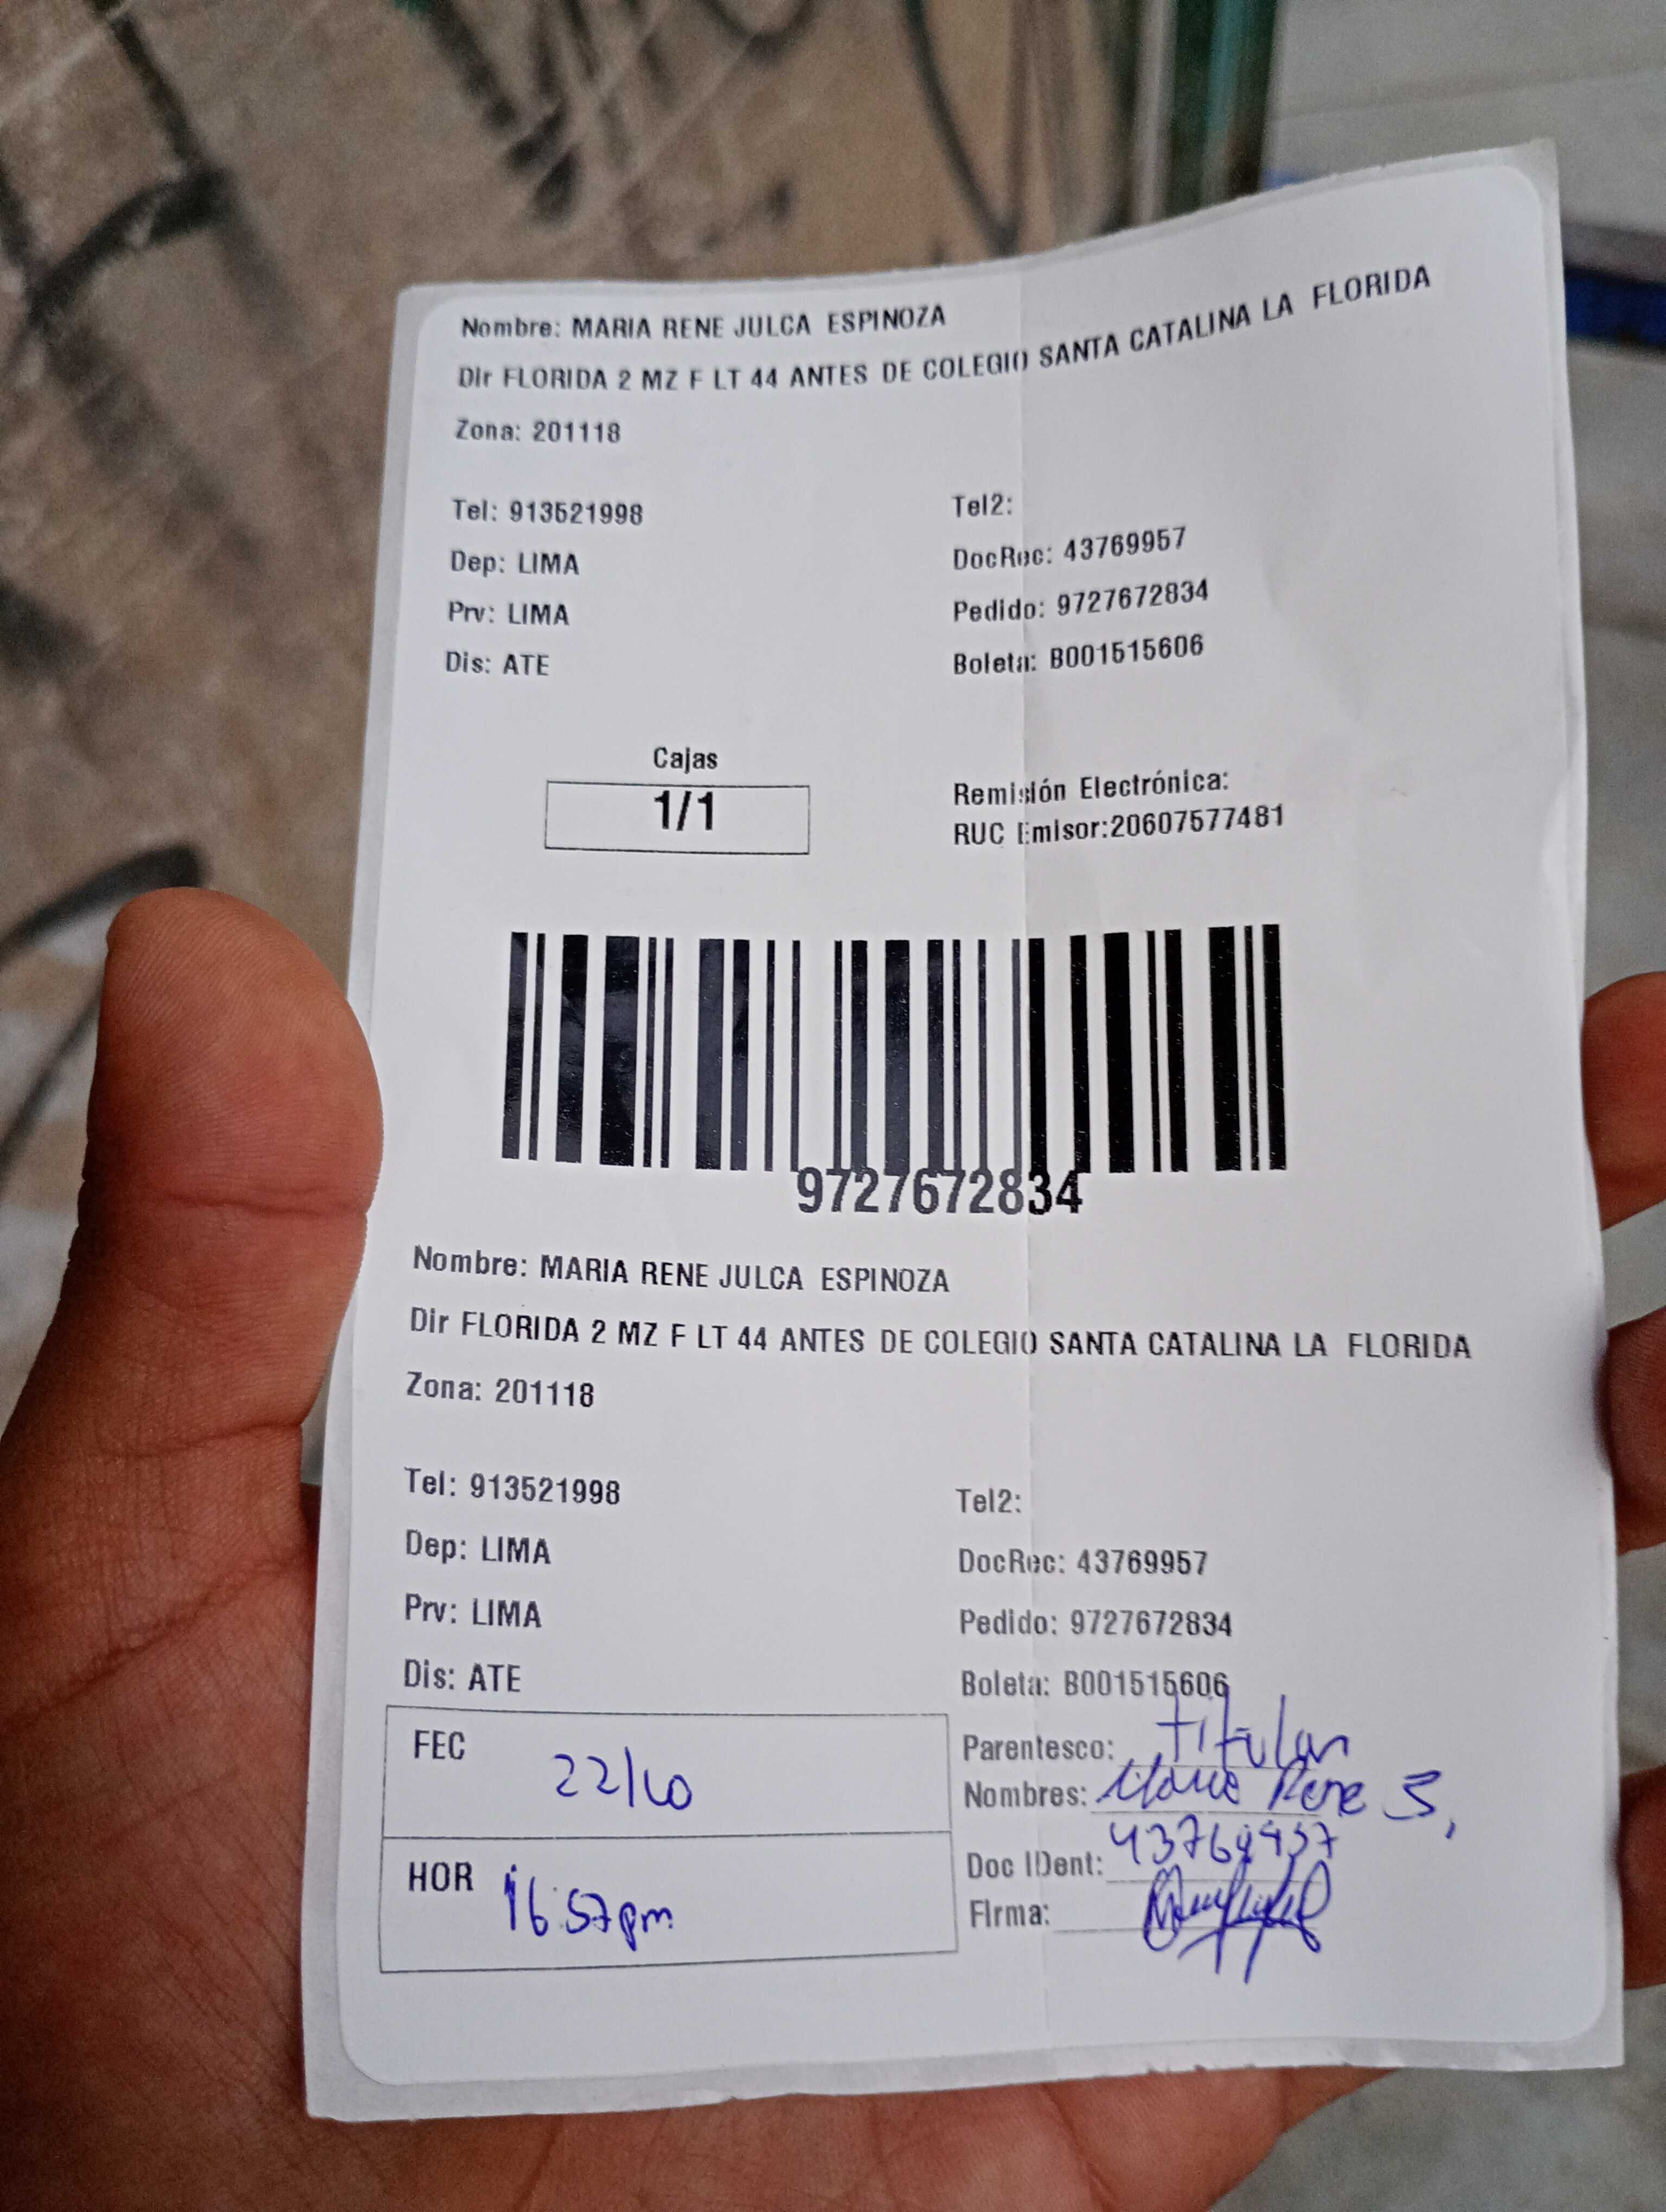 Nombre: MARIA RENE JULCA ESPINOZA
Dir FLORIDA 2 MZ F LT 44 ANTES DE COLEGIO SANTA CATALINA LA FLORIDA
Zona: 201118
Tel: 913521998 Tel2:
Dep: LIMA DocRec: 43769957
Prv: LIMA Pedido: 9727672834
Dis: ATE Boleta: B001515606
Cajas
1/1
Remisión Electrónica:
RUC Emisor:20607577481
9727672834
Nombre: MARIA RENE JULCA ESPINOZA
Dir FLORIDA 2 MZ F LT 44 ANTES DE COLEGIO SANTA CATALINA LA FLORIDA
Zona: 201118
Tel: 913521998 Tel2:
Dep: LIMA DocRec: 43769957
Prv: LIMA Pedido: 9727672834
Dis: ATE Boleta: B001515606
FEC 22/10
HOR 16:57pm
Parentesco: titular
Nombres: Maria Rene J.
Doc IDent: 43769957
Firma: